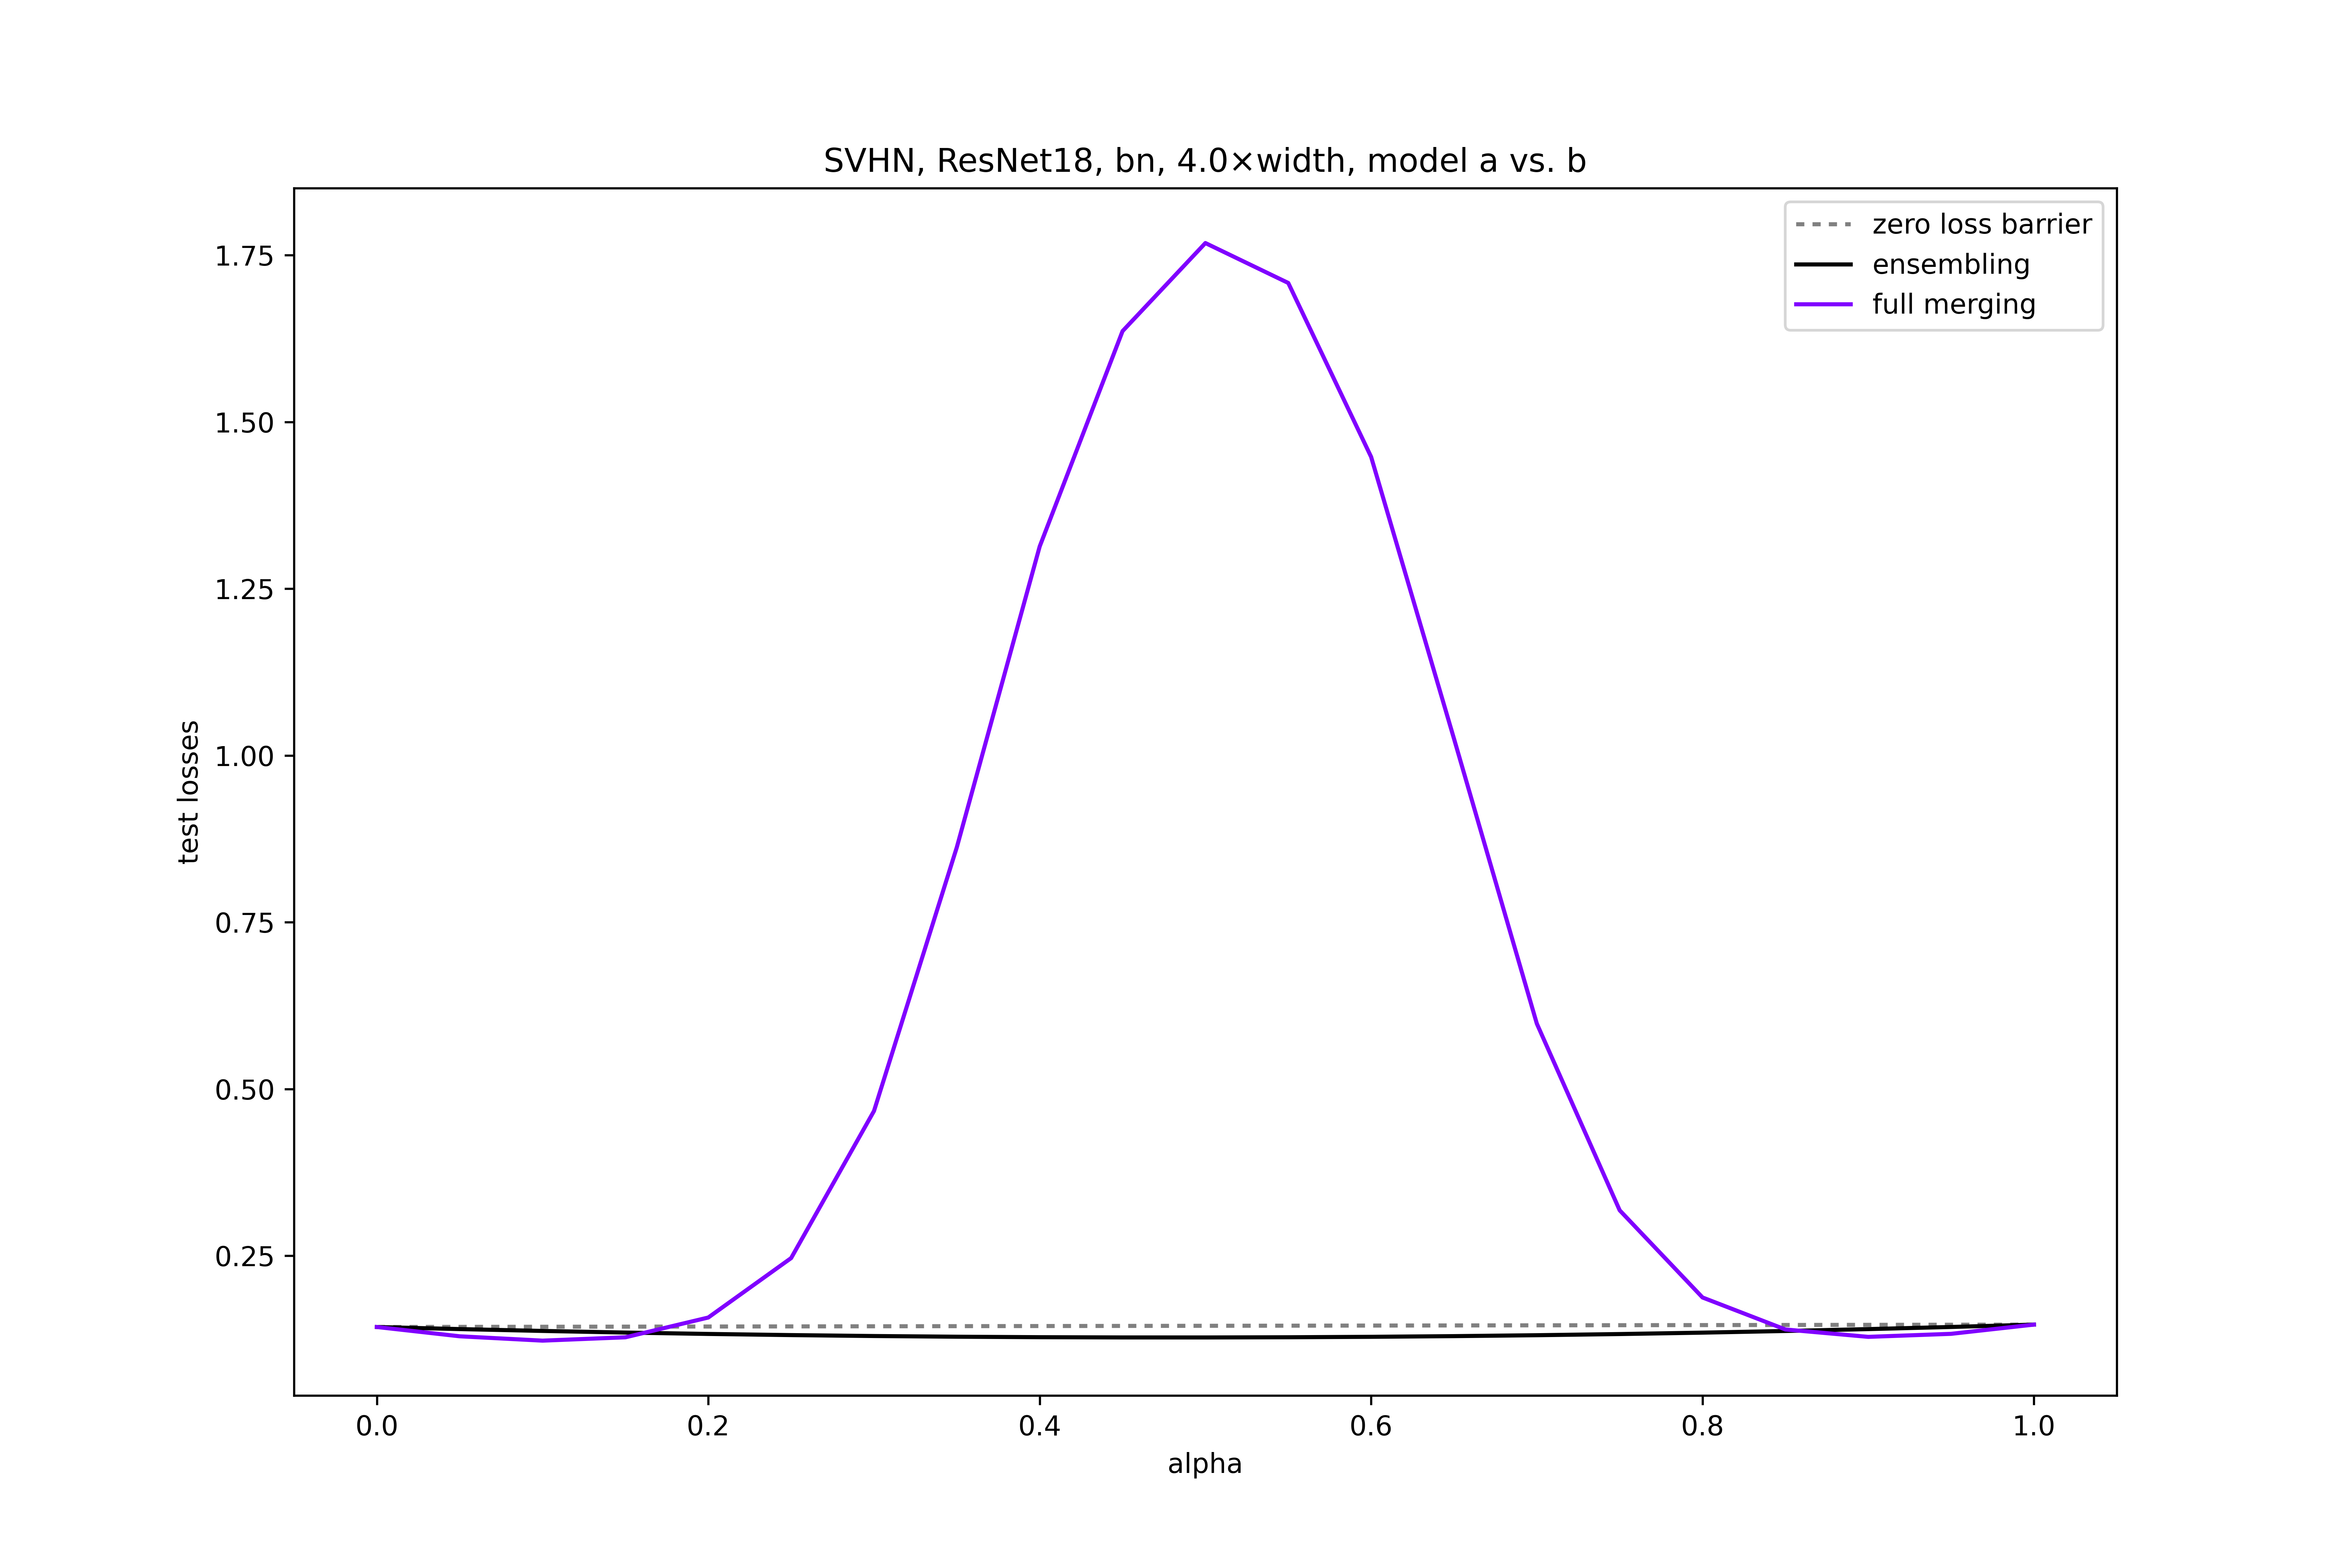 SVHN, ResNet18, bn, 4.0×width, model a vs. b
zero loss barrier
ensembling
full merging
1.75
1.50
1.25
1.00
0.75
0.50
0.25
test losses
0.0 0.2 0.4 0.6 0.8 1.0
alpha